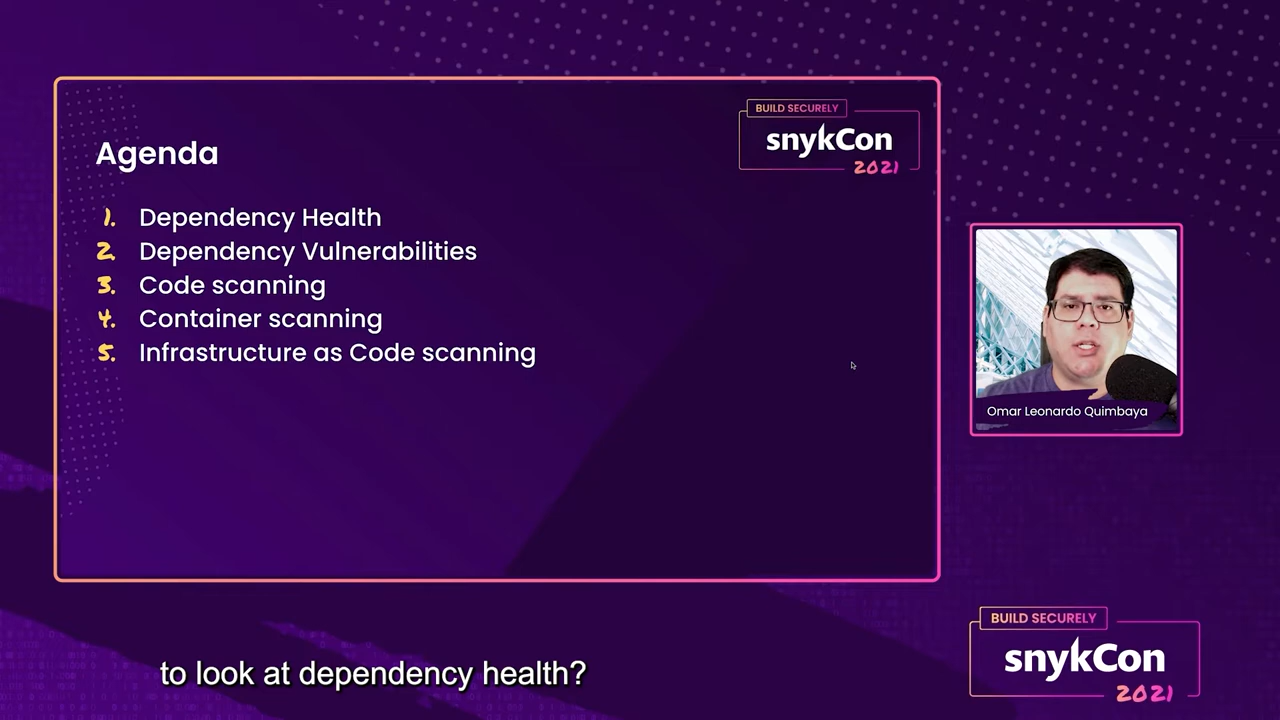 BUILD SECURELY
snykCon
2021
Agenda
1. Dependency Health
2. Dependency Vulnerabilities
3. Code scanning
4. Container scanning
5. Infrastructure as Code scanning
Omar Leonardo Quimbaya
BUILD SECURELY
snykCon
2021
to look at dependency health?